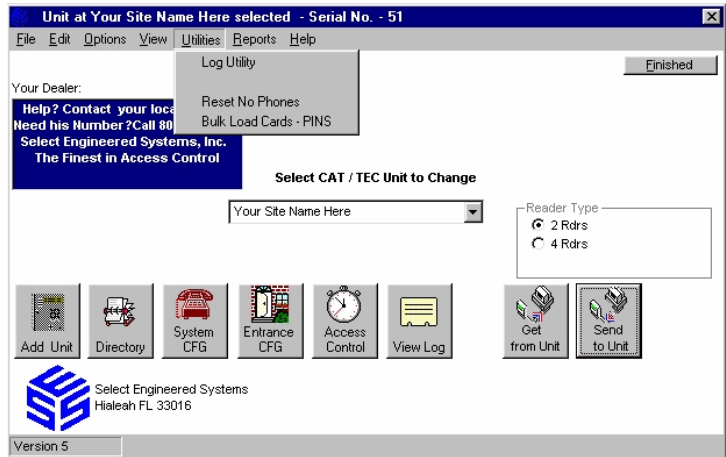 Unit at Your Site Name Here selected - Serial No. - 51
File Edit Options View Utilities Reports Help
Log Utility
Reset No Phones
Bulk Load Cards - PINS
Finished
Your Dealer:
Help? Contact your loca
Need his Number?Call 80
Select Engineered Systems, Inc.
The Finest in Access Control
Select CAT / TEC Unit to Change
Your Site Name Here
Reader Type
2 Rdrs
4 Rdrs
Add Unit
Directory
System
CFG
Entrance
CFG
Access
Control
View Log
Get
from Unit
Send
to Unit
Select Engineered Systems
Hialeah FL 33016
Version 5